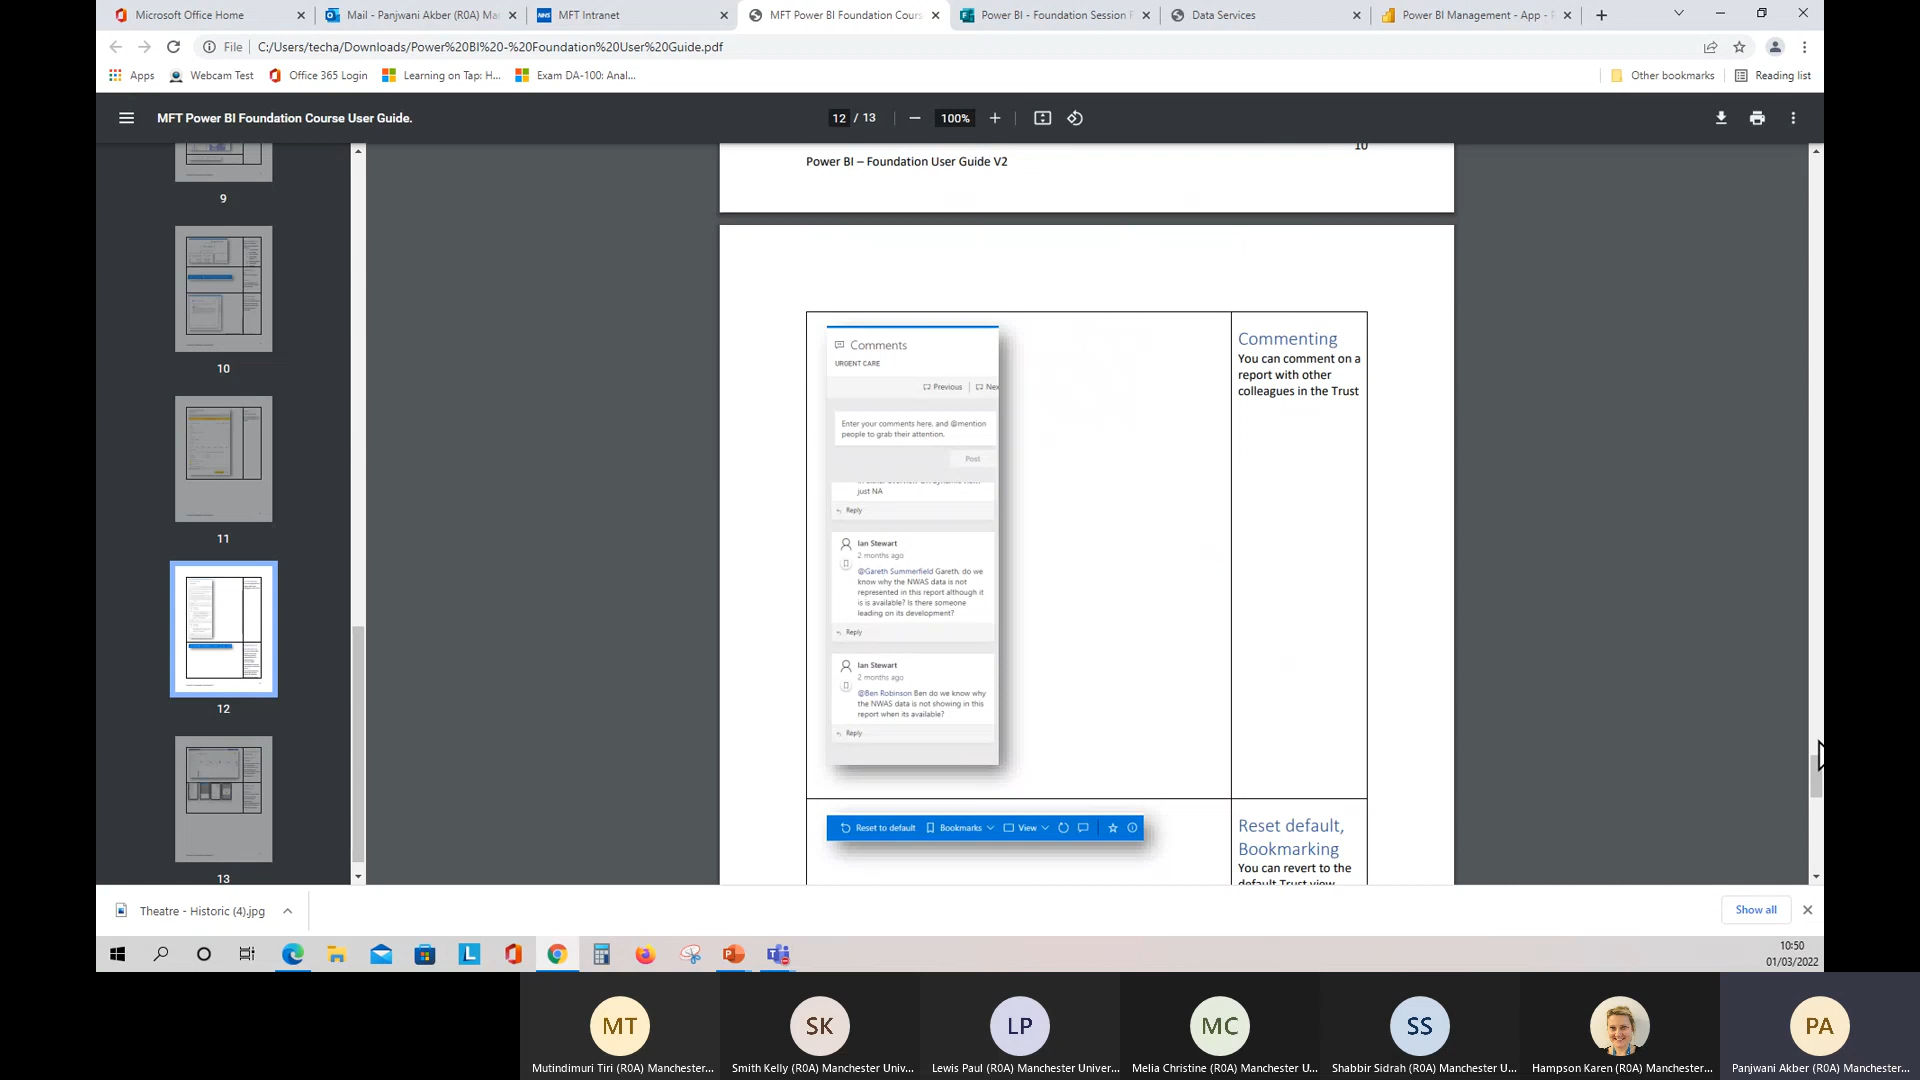 Microsoft Office Home
Mail - Panjwani Akber (R0A) Ma
MFT Intranet
MFT Power BI Foundation Cours
Power BI - Foundation Session F
Data Services
Power BI Management - App - P
File
C:/Users/techa/Downloads/Power%20BI%20-%20Foundation%20User%20Guide.pdf
Apps
Webcam Test
Office 365 Login
Learning on Tap: H...
Exam DA-100: Anal...
Other bookmarks
Reading list
MFT Power BI Foundation Course User Guide.
12 / 13
100%
9
10
11
12
13
10
Power BI – Foundation User Guide V2
Comments
URGENT CARE
Previous
Nex
Enter your comments here, and @mention
people to grab their attention.
Post
just NA
Reply
Ian Stewart
2 months ago
@Gareth Summerfield Gareth, do we
know why the NWAS data is not
represented in this report although it
is is available? Is there someone
leading on its development?
Reply
Ian Stewart
2 months ago
@Ben Robinson Ben do we know why
the NWAS data is not showing in this
report when its available?
Reply
Commenting
You can comment on a
report with other
colleagues in the Trust
Reset to default
Bookmarks
View
Reset default,
Bookmarking
You can revert to the
default Trust view
Theatre - Historic (4).jpg
Show all
10:50
01/03/2022
MT
SK
LP
MC
SS
PA
Mutindimuri Tiri (R0A) Manchester...
Smith Kelly (R0A) Manchester Univ...
Lewis Paul (R0A) Manchester Univer...
Melia Christine (R0A) Manchester U...
Shabbir Sidrah (R0A) Manchester U...
Hampson Karen (R0A) Manchester...
Panjwani Akber (R0A) Manchester...